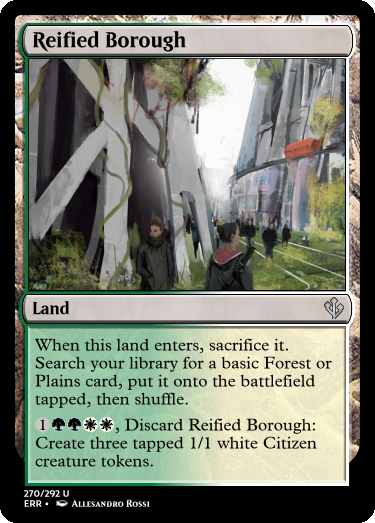 Reified Borough
Land
When this land enters, sacrifice it.
Search your library for a basic Forest or
Plains card, put it onto the battlefield
tapped, then shuffle.
1, Discard Reified Borough:
Create three tapped 1/1 white Citizen
creature tokens.
270/292 U
ERR • Allesandro Rossi